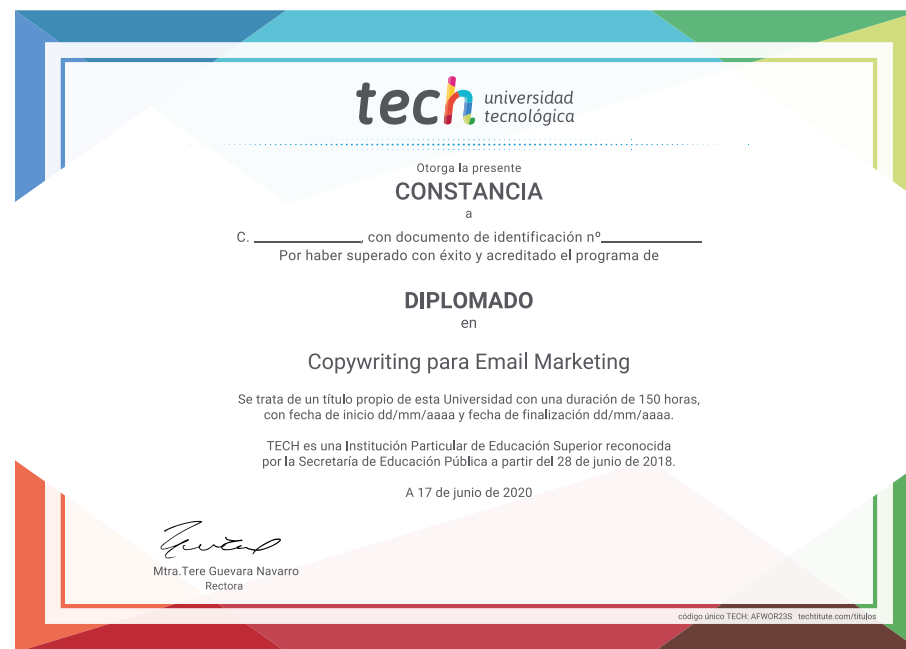 tech universidad
tecnológica
Otorga la presente
CONSTANCIA
a
C. ____________, con documento de identificación nº____________
Por haber superado con éxito y acreditado el programa de
DIPLOMADO
en
Copywriting para Email Marketing
Se trata de un título propio de esta Universidad con una duración de 150 horas,
con fecha de inicio dd/mm/aaaa y fecha de finalización dd/mm/aaaa.
TECH es una Institución Particular de Educación Superior reconocida
por la Secretaría de Educación Pública a partir del 28 de junio de 2018.
A 17 de junio de 2020
Mtra.Tere Guevara Navarro
Rectora
código único TECH: AFWOR23S techtitute.com/titulos